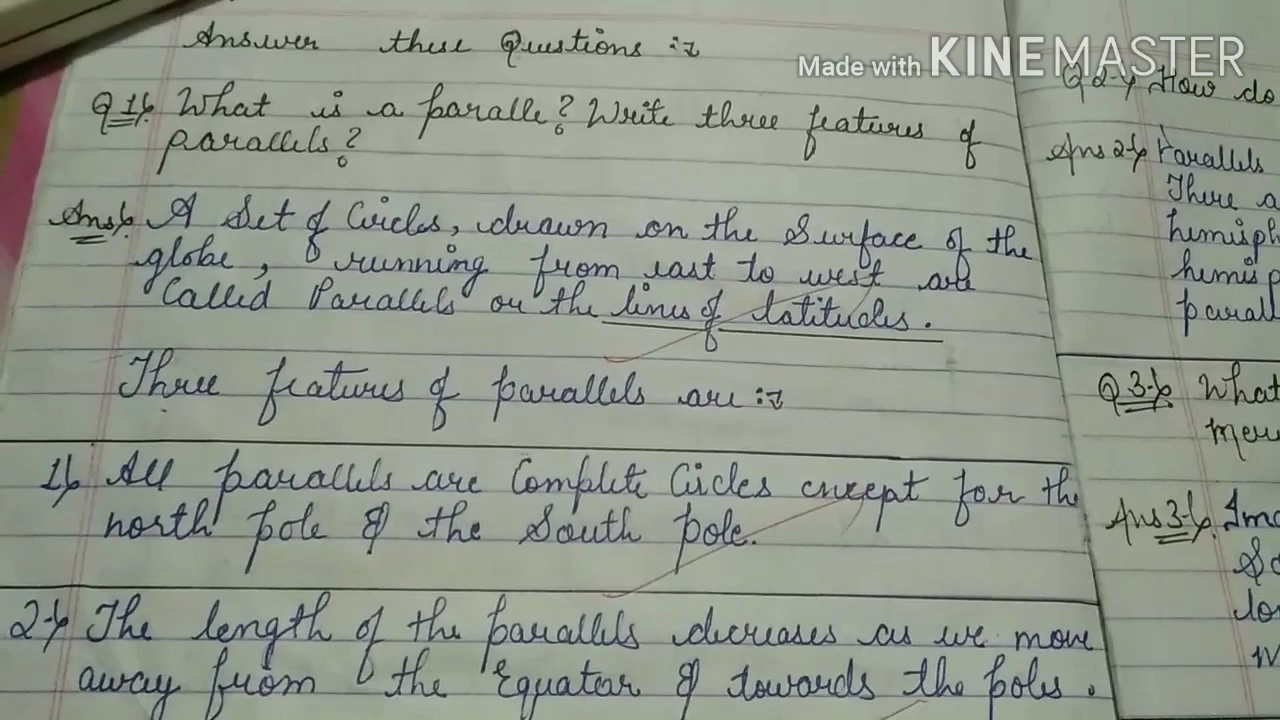 Answer these Questions :-
Made with KINEMASTER
Q 1. What is a paralle? Write three features of
parallels?
Ans. A Set of Circles, drawn on the Surface of the
globe, running from east to west are
Called Parallels or the lines of latitudes.
Three features of parallels are :-
1. All parallels are Complete Circles except for the
north pole & the South pole.
2. The length of the parallels decreases as we move
away from the Equator & towards the poles.
Q 2. How do
Ans 2. Parallels
There a
hemisph
hemisp
parall
Q 3. What
mer
Ans 3. Ima